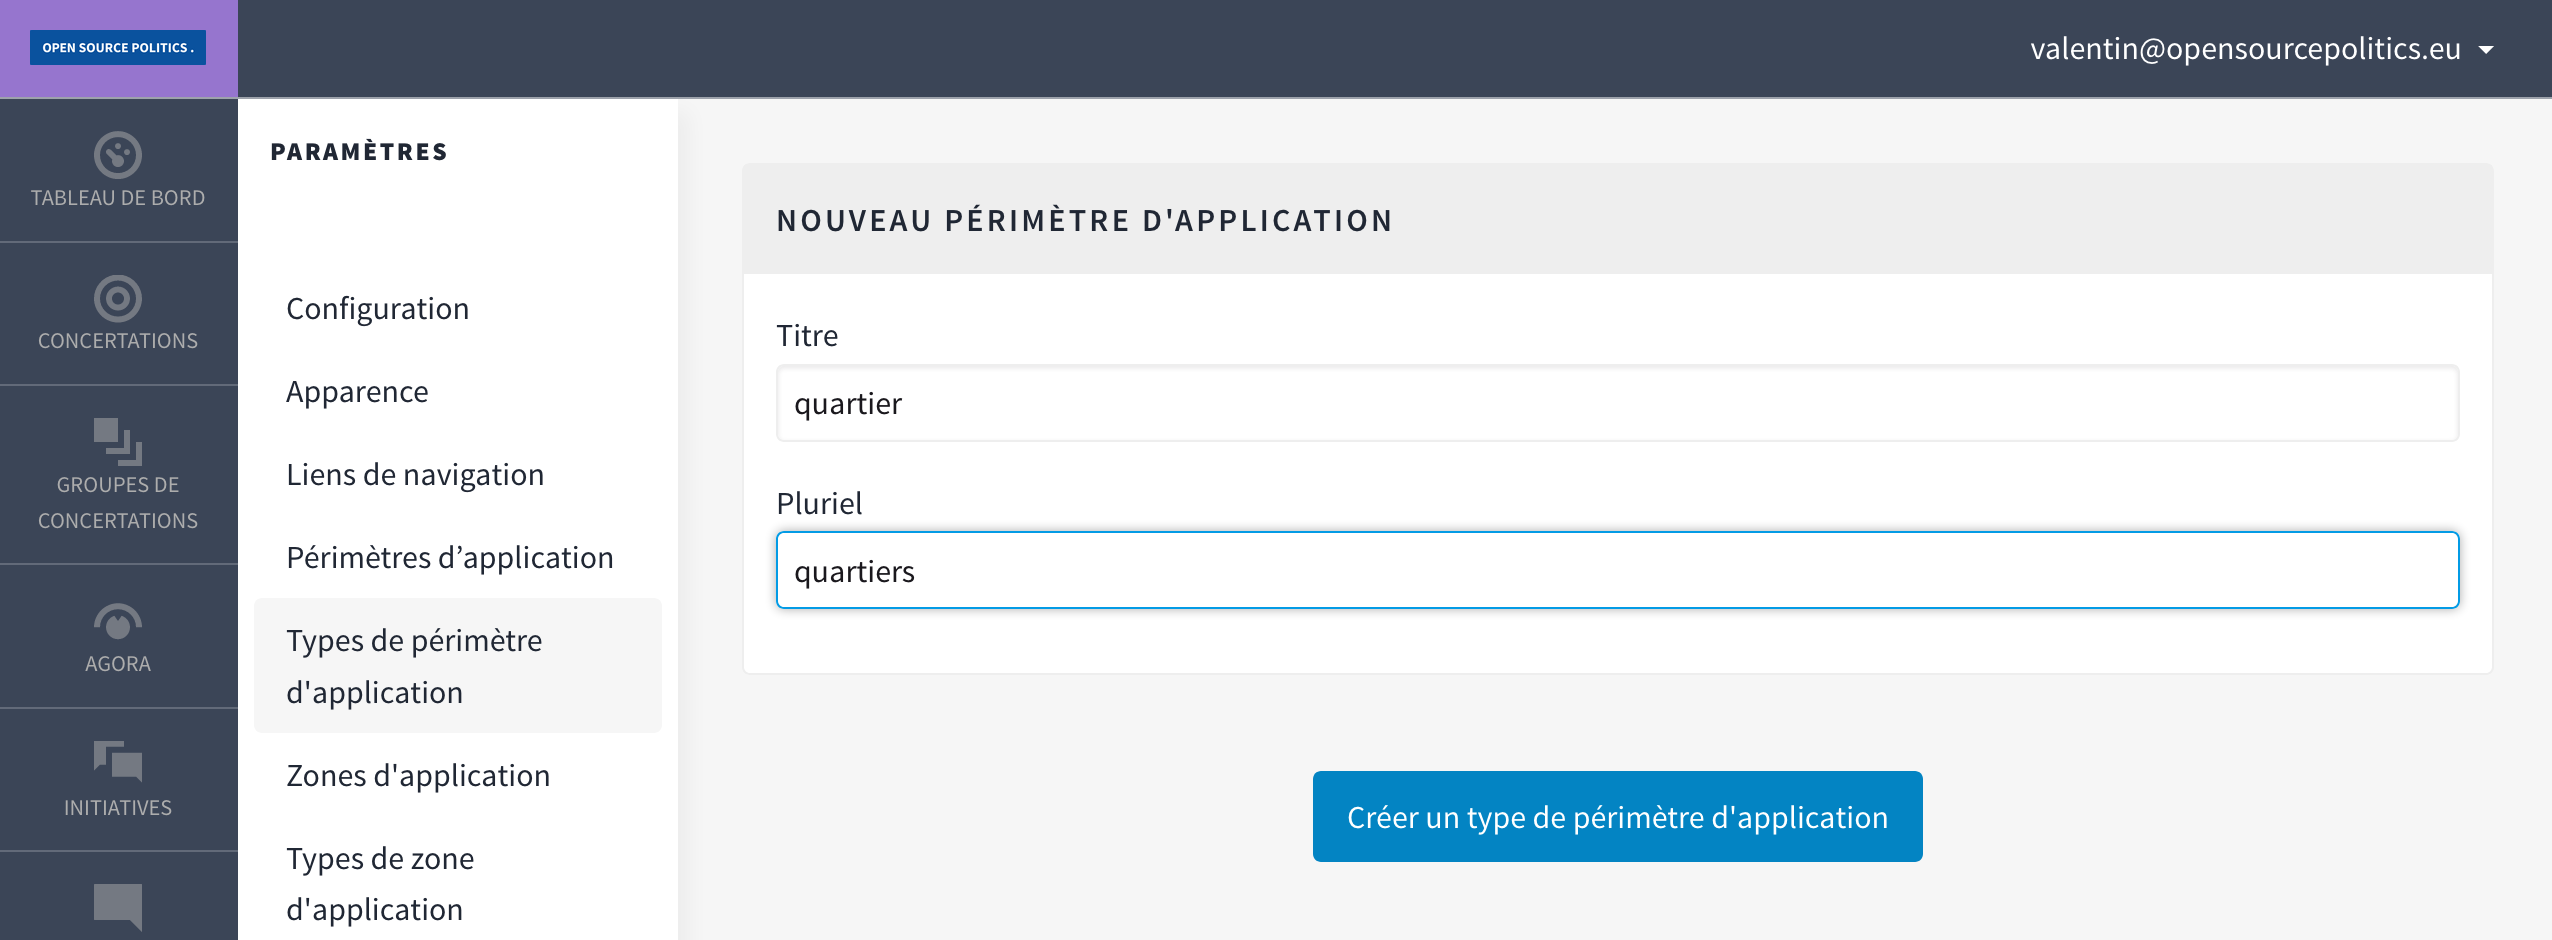 OPEN SOURCE POLITICS .
valentin@opensourcepolitics.eu
TABLEAU DE BORD
CONCERTATIONS
GROUPES DE
CONCERTATIONS
AGORA
INITIATIVES
PARAMÈTRES
Configuration
Apparence
Liens de navigation
Périmètres d’application
Types de périmètre
d'application
Zones d'application
Types de zone
d'application
NOUVEAU PÉRIMÈTRE D'APPLICATION
Titre
quartier
Pluriel
quartiers
Créer un type de périmètre d'application